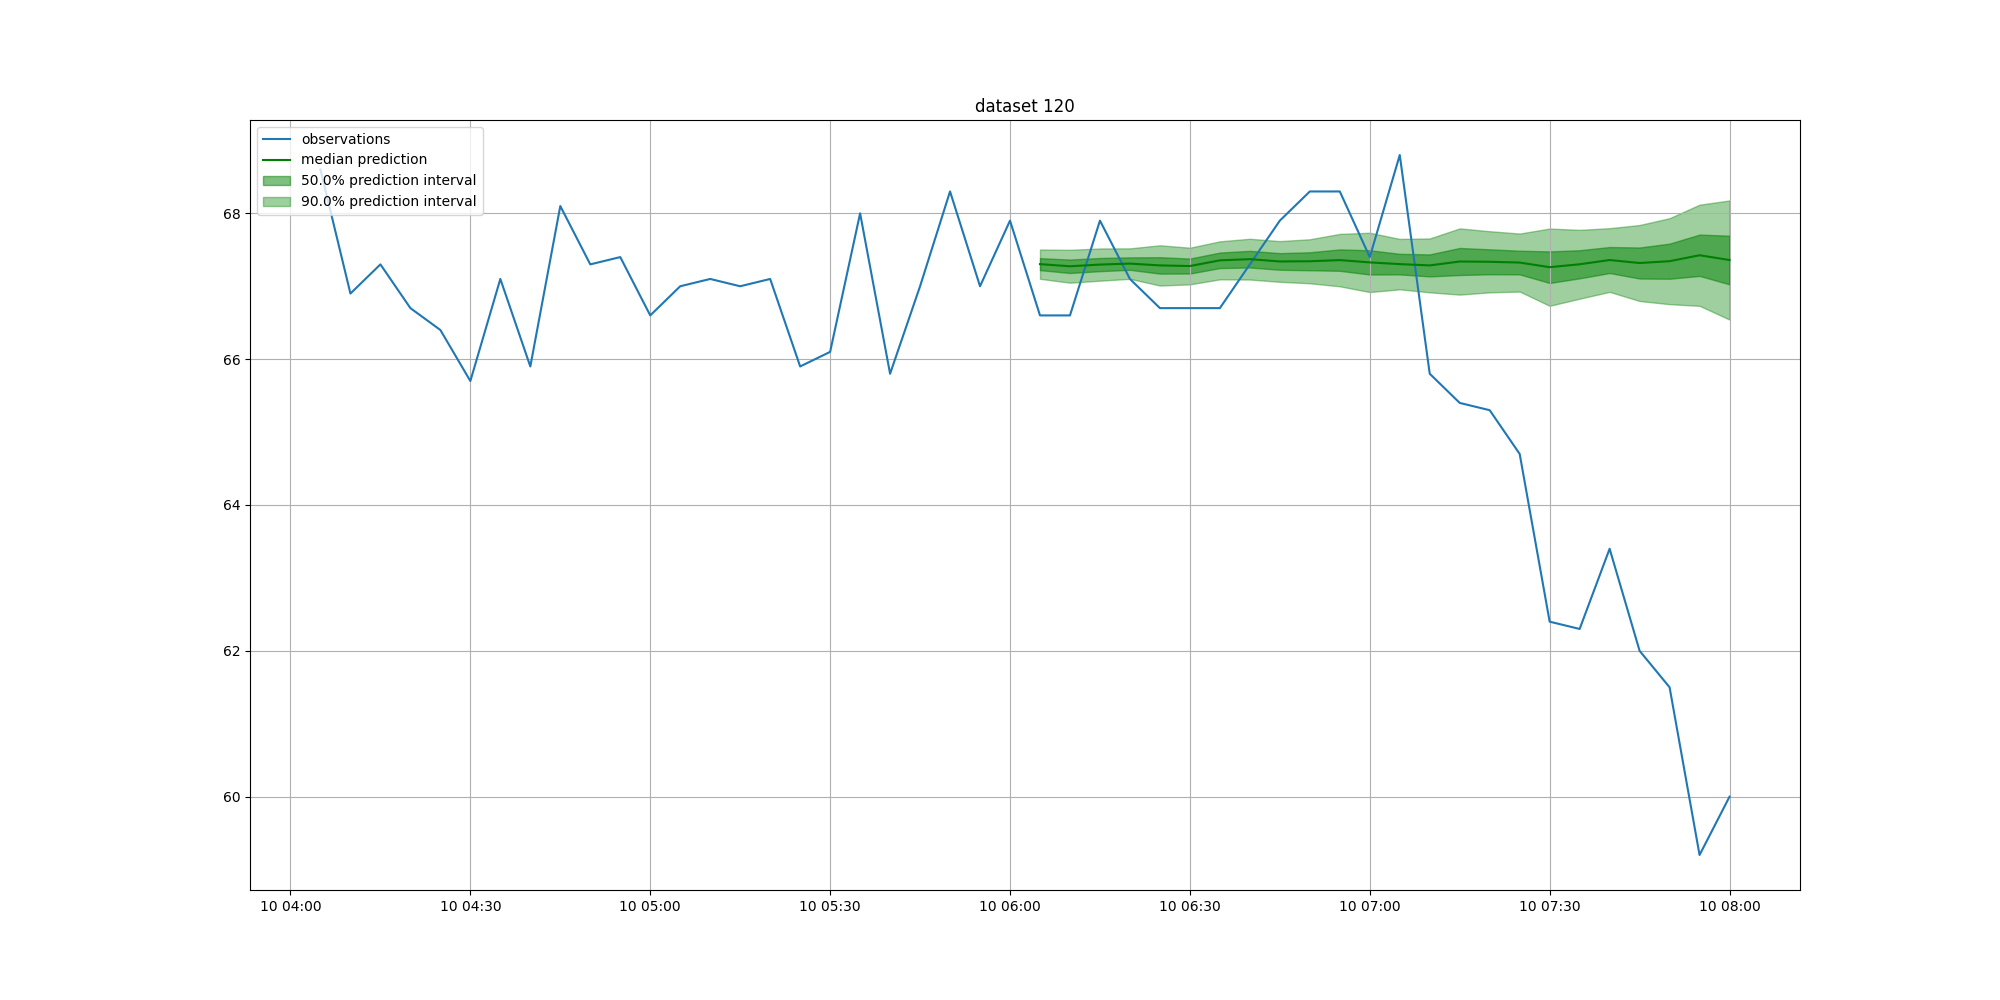 dataset 120
observations
median prediction
50.0% prediction interval
90.0% prediction interval
68
66
64
62
60
10 04:00
10 04:30
10 05:00
10 05:30
10 06:00
10 06:30
10 07:00
10 07:30
10 08:00